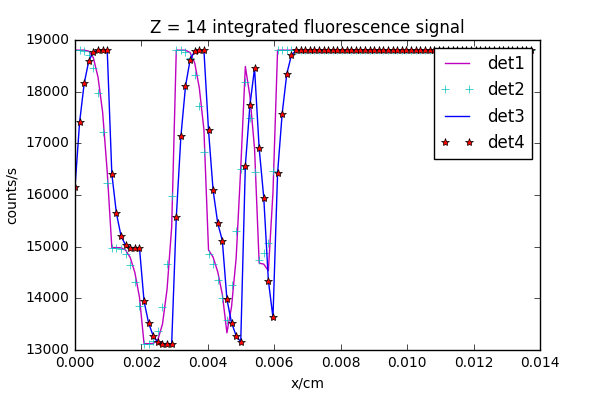 Z = 14 integrated fluorescence signal
19000
18000
17000
16000
15000
14000
13000
counts/s
det1
det2
det3
det4
0.000 0.002 0.004 0.006 0.008 0.010 0.012 0.014
x/cm